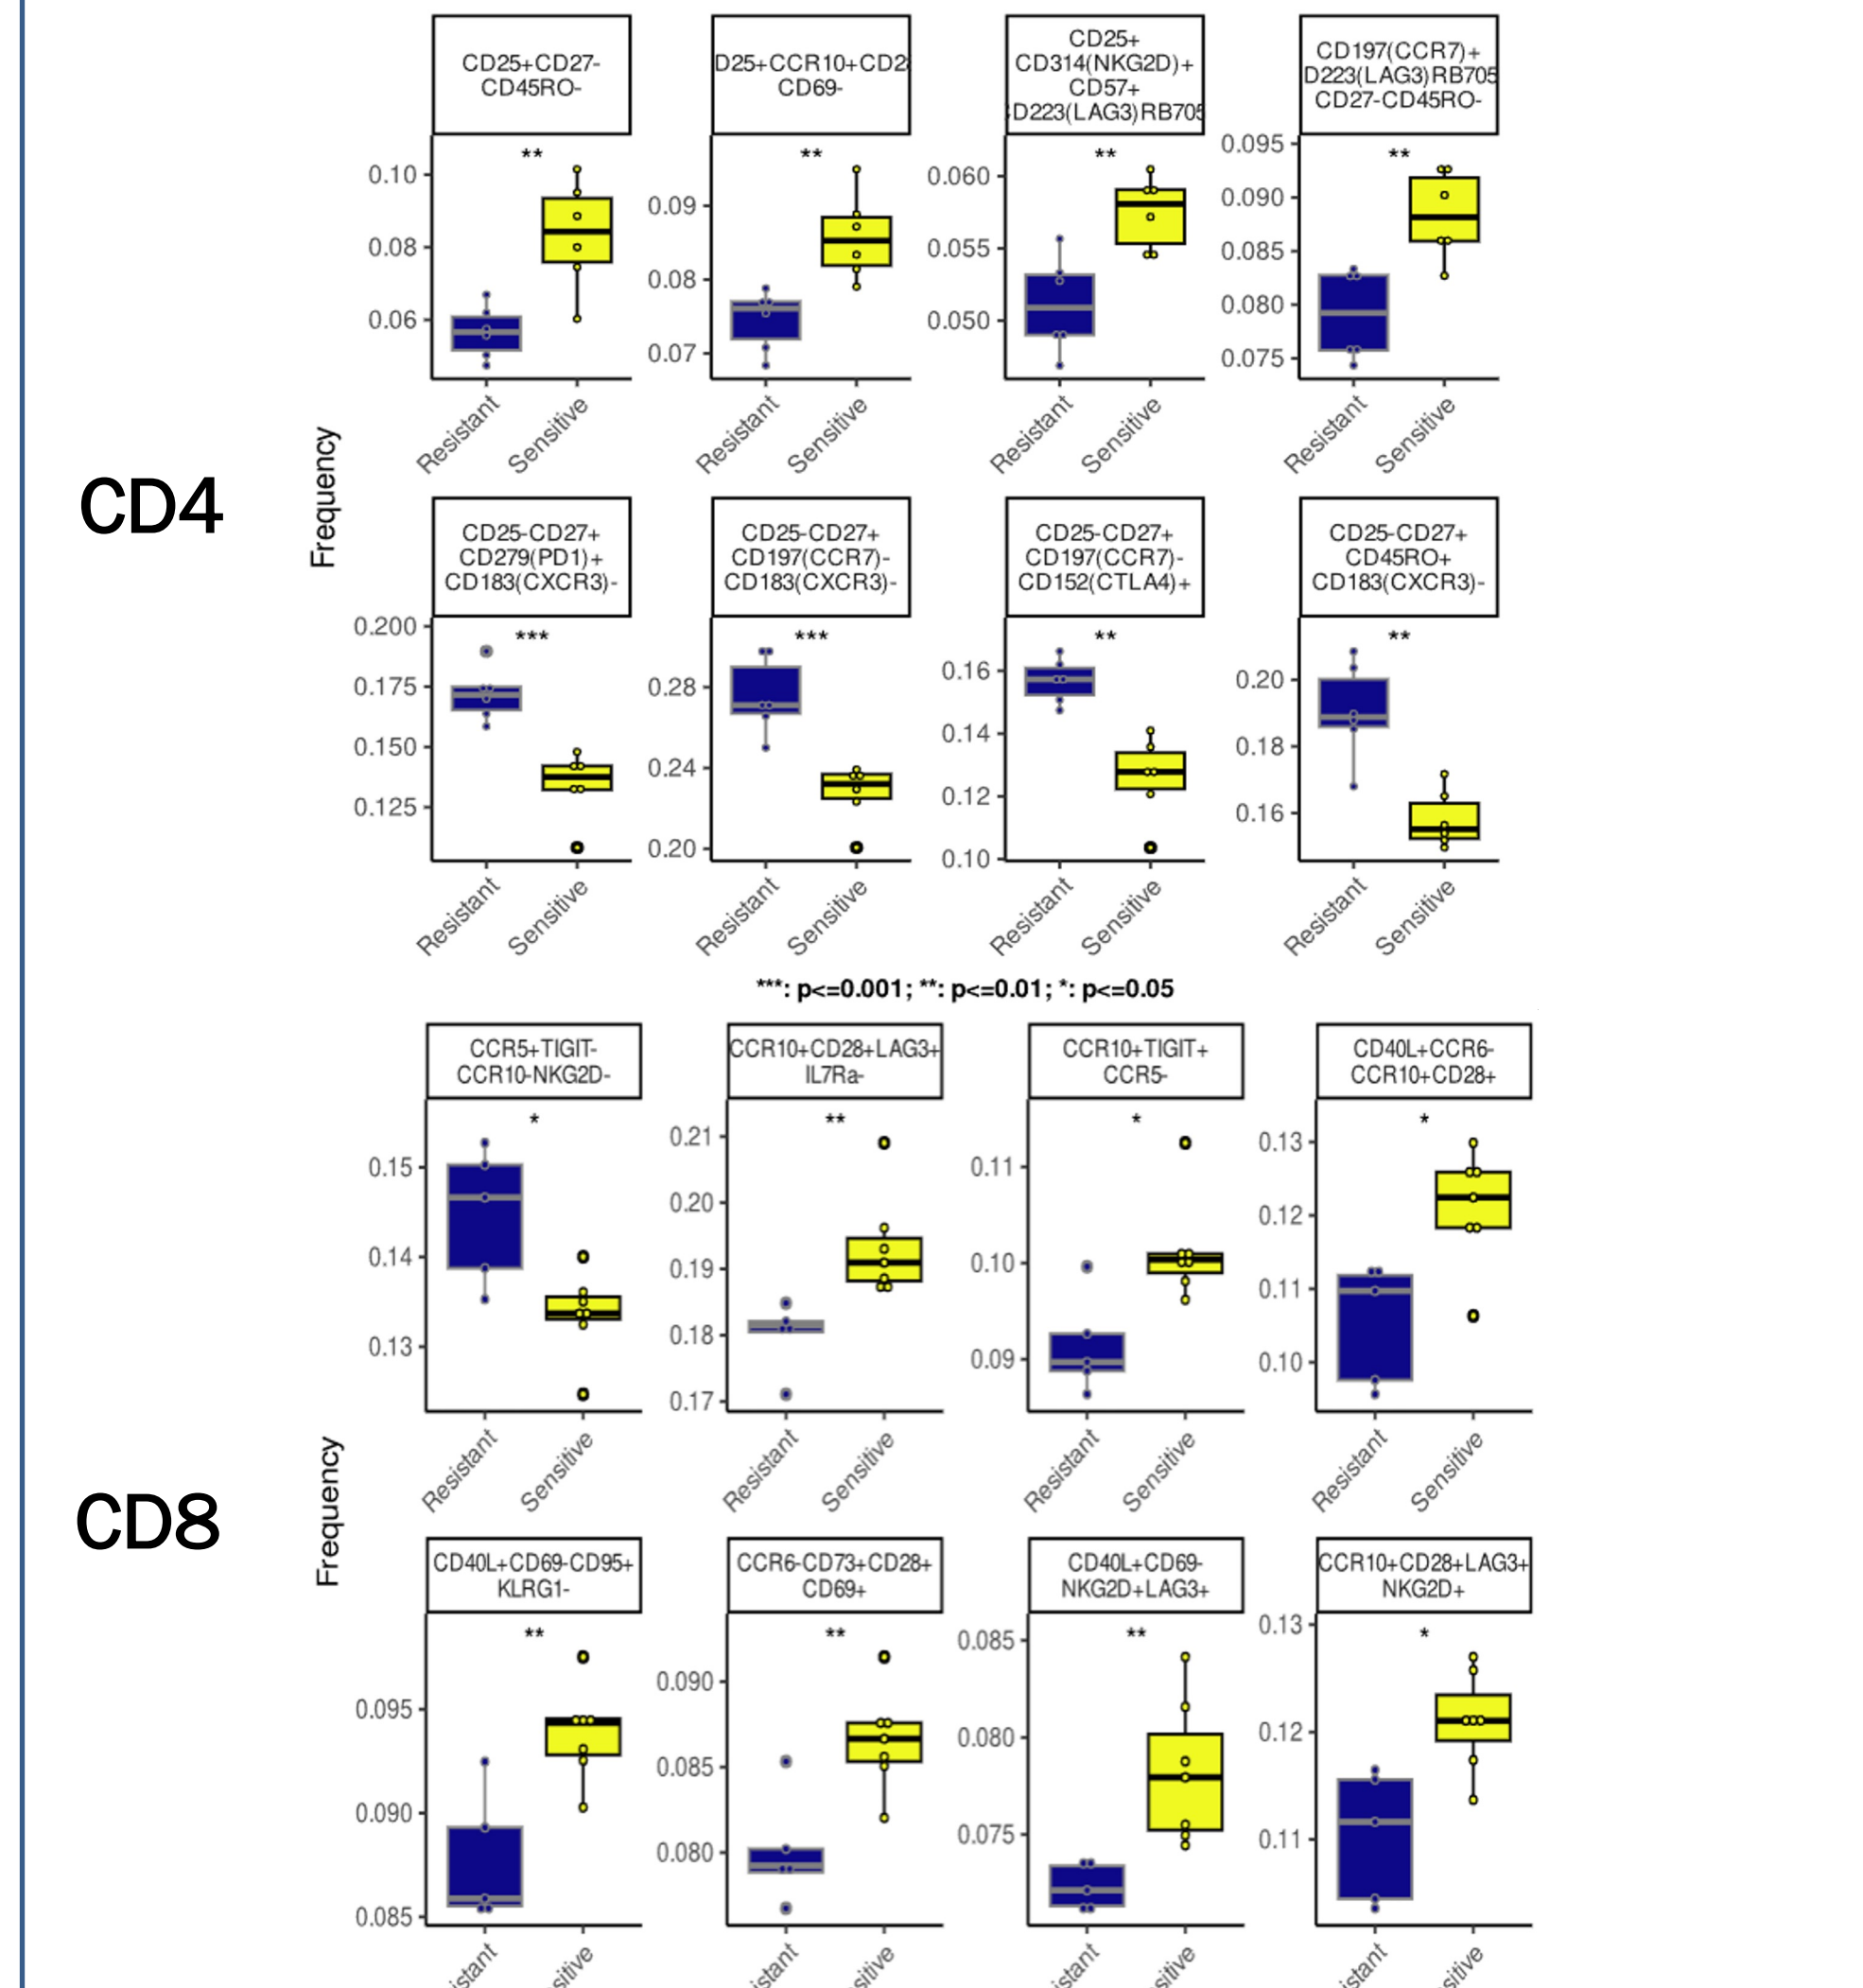 CD25+CD27-
CD45RO-
D25+CCR10+CD2
CD69-
CD25+
CD314(NKG2D)+
CD57+
D223(LAG3)RB705
CD197(CCR7)+
D223(LAG3)RB705
CD27-CD45RO-
** ** ** **
0.10
0.08
0.06
0.09
0.08
0.07
0.060
0.055
0.050
0.095
0.090
0.085
0.080
0.075
Resistant Sensitive Resistant Sensitive Resistant Sensitive Resistant Sensitive
CD4
Frequency
CD25-CD27+
CD279(PD1)+
CD183(CXCR3)-
CD25-CD27+
CD197(CCR7)-
CD183(CXCR3)-
CD25-CD27+
CD197(CCR7)-
CD152(CTLA4)+
CD25-CD27+
CD45RO+
CD183(CXCR3)-
*** *** ** **
0.200
0.175
0.150
0.125
0.28
0.24
0.20
0.16
0.14
0.12
0.10
0.20
0.18
0.16
Resistant Sensitive Resistant Sensitive Resistant Sensitive Resistant Sensitive
***: p<=0.001; **: p<=0.01; *: p<=0.05
CCR5+TIGIT-
CCR10-NKG2D-
CCR10+CD28+LAG3+
IL7Ra-
CCR10+TIGIT+
CCR5-
CD40L+CCR6-
CCR10+CD28+
* ** * *
0.15
0.14
0.13
0.21
0.20
0.19
0.18
0.17
0.11
0.10
0.09
0.13
0.12
0.11
0.10
Resistant Sensitive Resistant Sensitive Resistant Sensitive Resistant Sensitive
CD8
Frequency
CD40L+CD69-CD95+
KLRG1-
CCR6-CD73+CD28+
CD69+
CD40L+CD69-
NKG2D+LAG3+
CCR10+CD28+LAG3+
NKG2D+
** ** ** *
0.095
0.090
0.085
0.090
0.085
0.080
0.085
0.080
0.075
0.13
0.12
0.11
istant sitive istant sitive istant sitive istant sitive